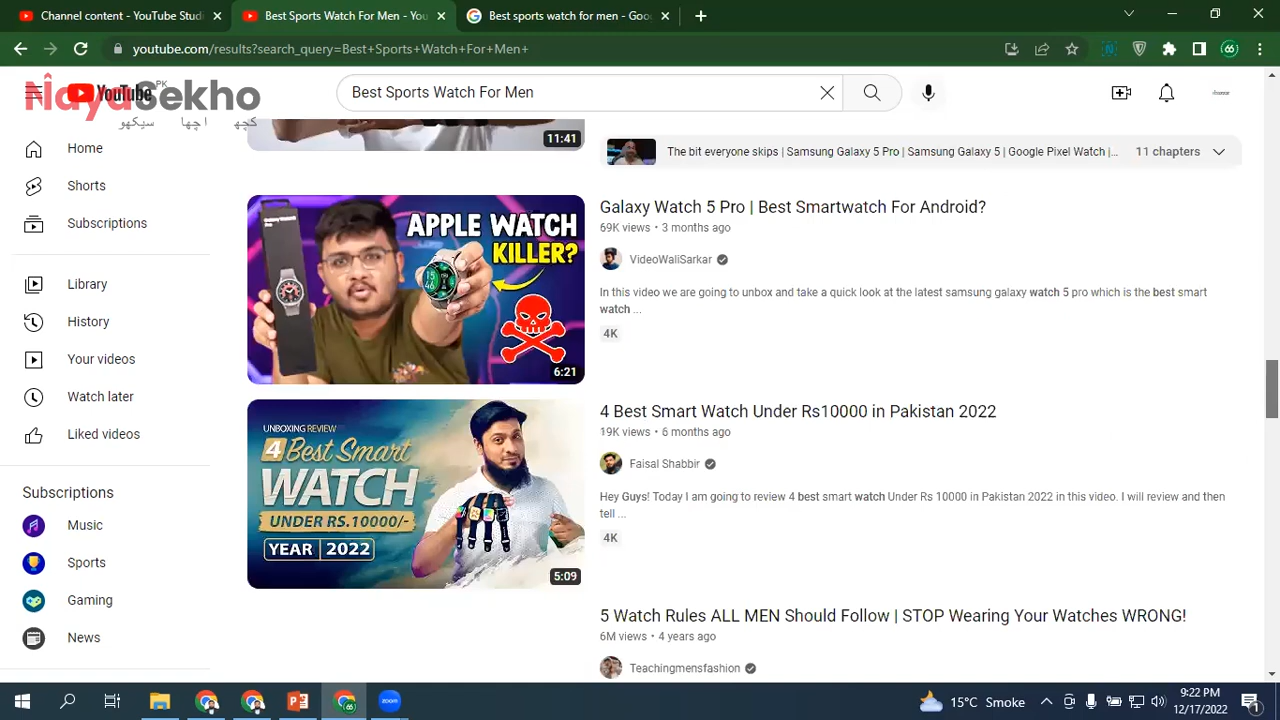 Content - YouTube Stud
Best Sports Watch For Men - You
Best sports watch for men - Goo
youtube.com/results?search_query=Best+Sports+Watch+For+Men+
NayaSekho PK
YouTube PK
کچھ اچھا سیکھو
Best Sports Watch For Men
Home
Shorts
Subscriptions
Library
History
Your videos
Watch later
Liked videos
Subscriptions
Music
Sports
Gaming
News
11:41
The bit everyone skips | Samsung Galaxy 5 Pro | Samsung Galaxy 5 | Google Pixel Watch |...
11 chapters
APPLE WATCH
KILLER?
6:21
Galaxy Watch 5 Pro | Best Smartwatch For Android?
69K views • 3 months ago
VideoWaliSarkar
In this video we are going to unbox and take a quick look at the latest samsung galaxy watch 5 pro which is the best smart
watch ...
4K
UNBOXING REVIEW
4 Best Smart
WATCH
UNDER RS.10000/-
YEAR | 2022
5:09
4 Best Smart Watch Under Rs10000 in Pakistan 2022
19K views • 6 months ago
Faisal Shabbir
Hey Guys! Today I am going to review 4 best smart watch Under Rs 10000 in Pakistan 2022 in this video. I will review and then
tell ...
4K
5 Watch Rules ALL MEN Should Follow | STOP Wearing Your Watches WRONG!
6M views • 4 years ago
Teachingmensfashion
zoom
15°C Smoke
9:22 PM
12/17/2022
1